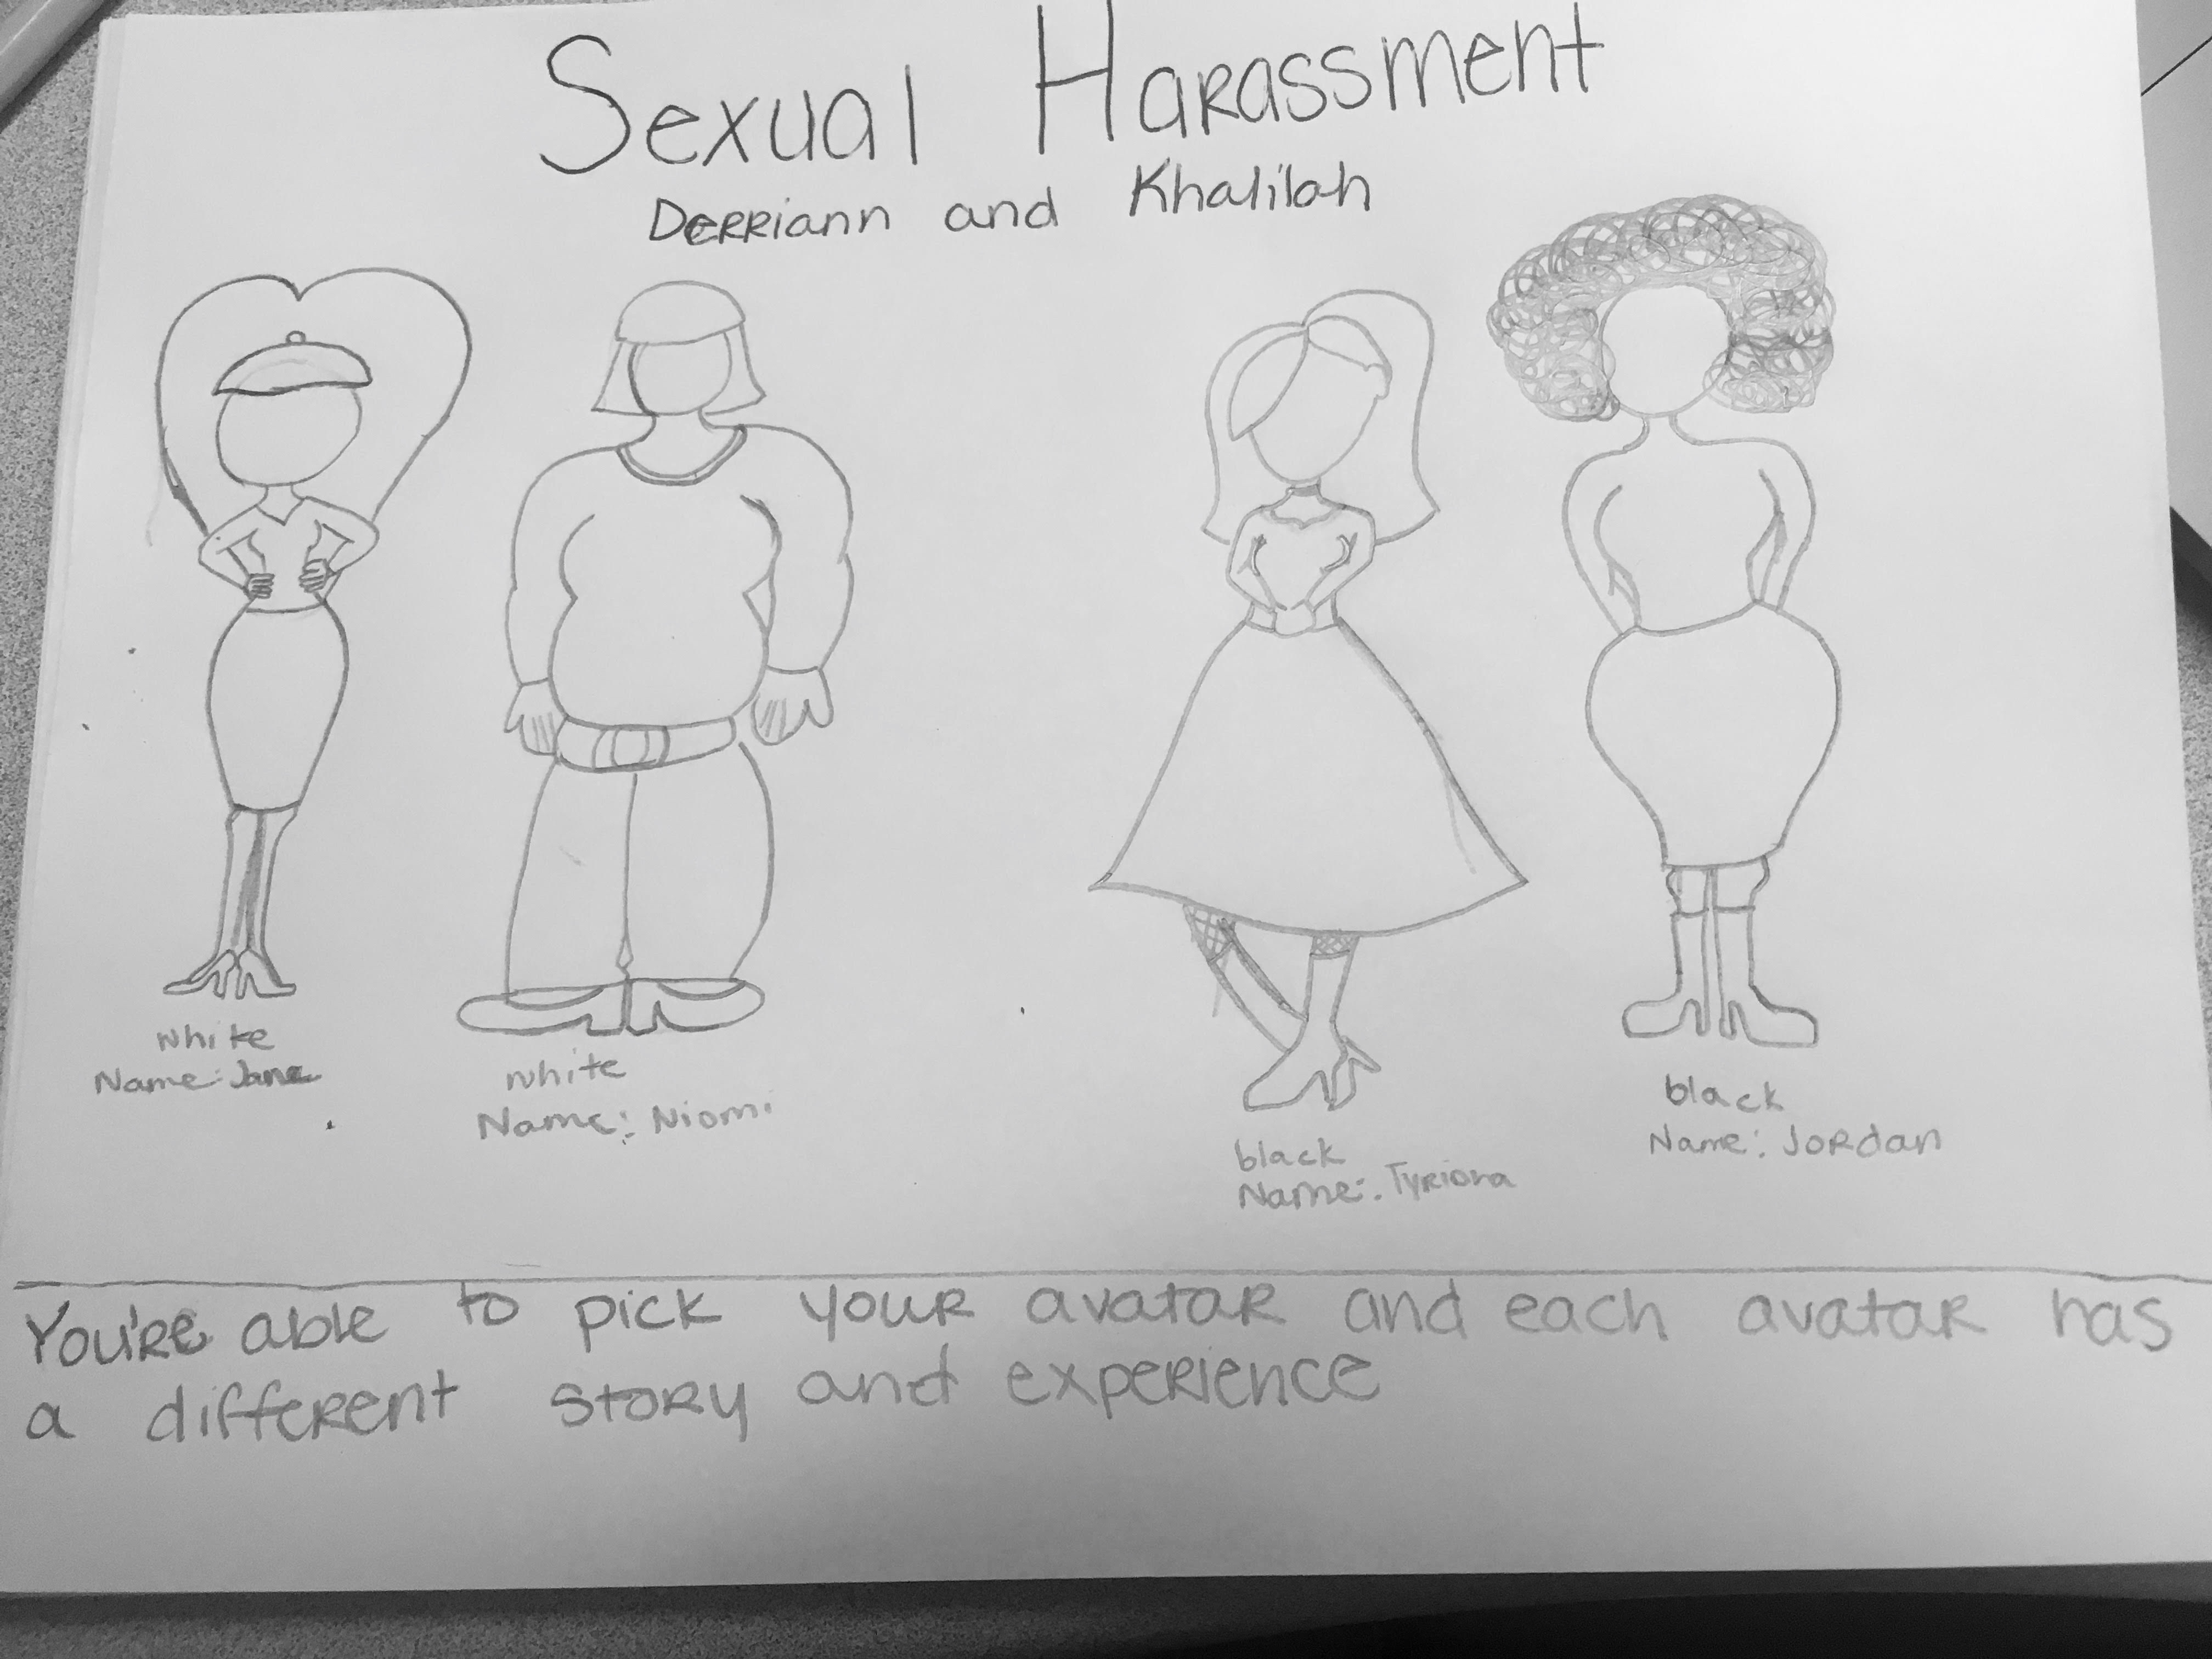 Sexual Harassment
Derriann and Khalilah
white
Name: Jane
white
Name: Niomi
black
Name: Tyriona
black
Name: Jordan
You're able to pick your avatar and each avatar has
a different story and experience